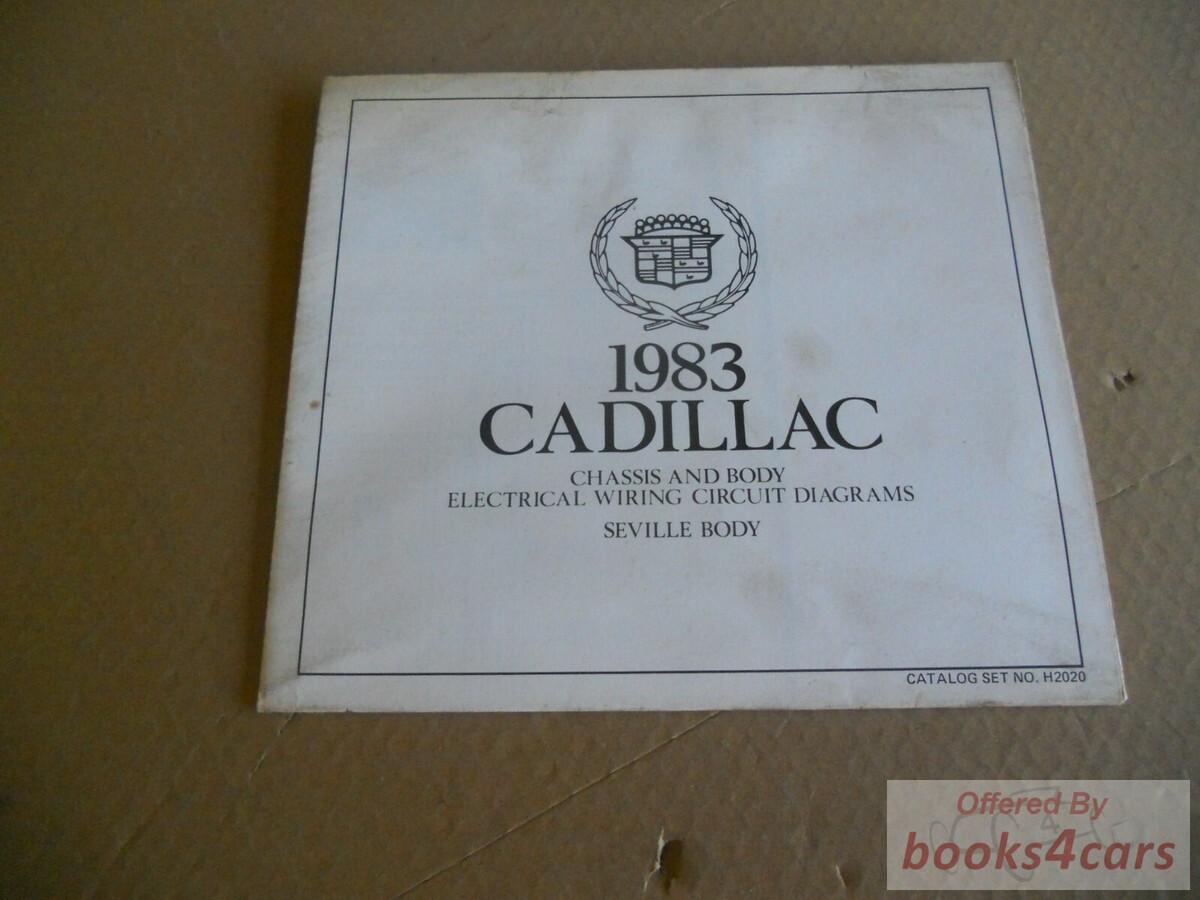 1983
CADILLAC
CHASSIS AND BODY
ELECTRICAL WIRING CIRCUIT DIAGRAMS
SEVILLE BODY
CATALOG SET NO. H2020
Offered By
books4cars